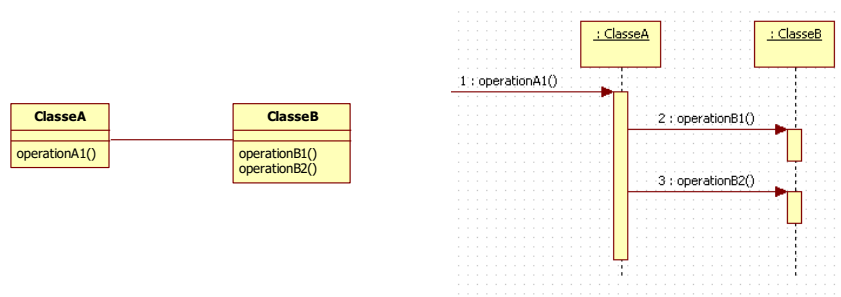 ClasseA
operationA1()
ClasseB
operationB1()
operationB2()
: ClasseA
: ClasseB
1 : operationA1()
2 : operationB1()
3 : operationB2()